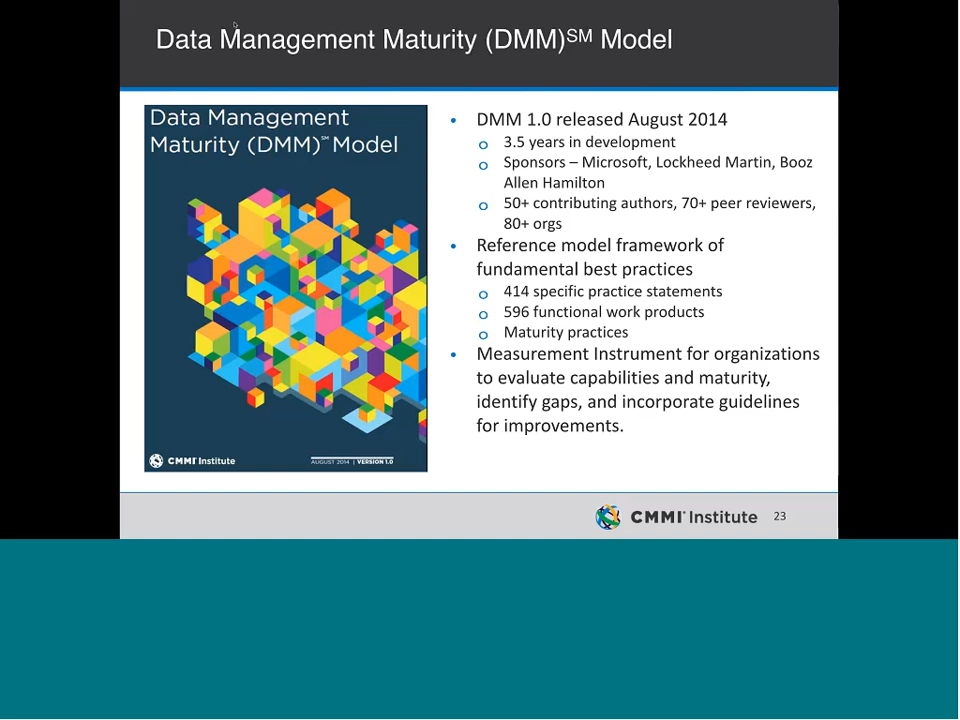 Data Management Maturity (DMM)SM Model
Data Management
Maturity (DMM)℠ Model
CMMI® Institute
AUGUST 2014 | VERSION 1.0
• DMM 1.0 released August 2014
o 3.5 years in development
o Sponsors – Microsoft, Lockheed Martin, Booz
Allen Hamilton
o 50+ contributing authors, 70+ peer reviewers,
80+ orgs
• Reference model framework of
fundamental best practices
o 414 specific practice statements
o 596 functional work products
o Maturity practices
• Measurement Instrument for organizations
to evaluate capabilities and maturity,
identify gaps, and incorporate guidelines
for improvements.
CMMI® Institute 23